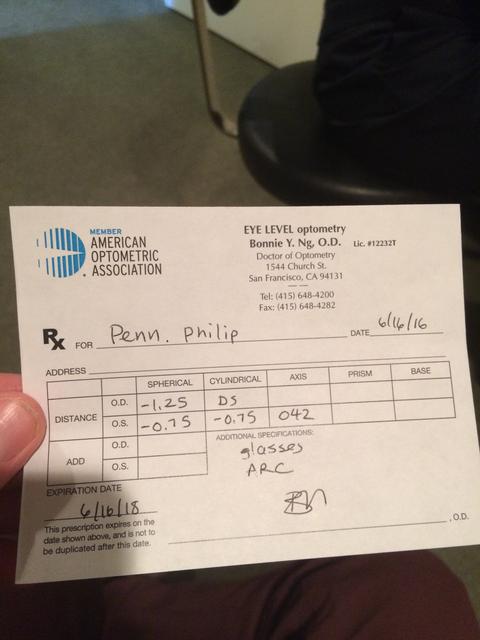 MEMBER
AMERICAN
OPTOMETRIC
ASSOCIATION
EYE LEVEL optometry
Bonnie Y. Ng, O.D. Lic. #12232T
Doctor of Optometry
1544 Church St.
San Francisco, CA 94131
Tel: (415) 648-4200
Fax: (415) 648-4282
Rx FOR Penn. Philip DATE 6/16/16
ADDRESS
SPHERICAL CYLINDRICAL AXIS PRISM BASE
DISTANCE
O.D. -1.25 DS
O.S. -0.75 -0.75 042
ADD
O.D.
O.S.
ADDITIONAL SPECIFICATIONS:
glasses
ARC
EXPIRATION DATE
6/16/18
This prescription expires on the
date shown above, and is not to
be duplicated after this date.
, O.D.